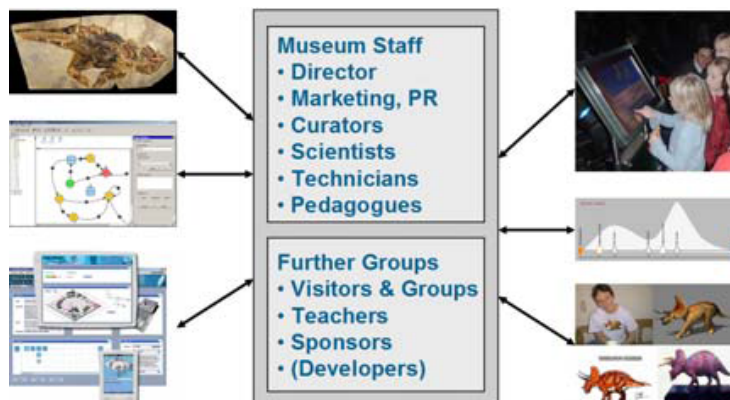 Museum Staff
• Director
• Marketing, PR
• Curators
• Scientists
• Technicians
• Pedagogues
Further Groups
• Visitors & Groups
• Teachers
• Sponsors
• (Developers)